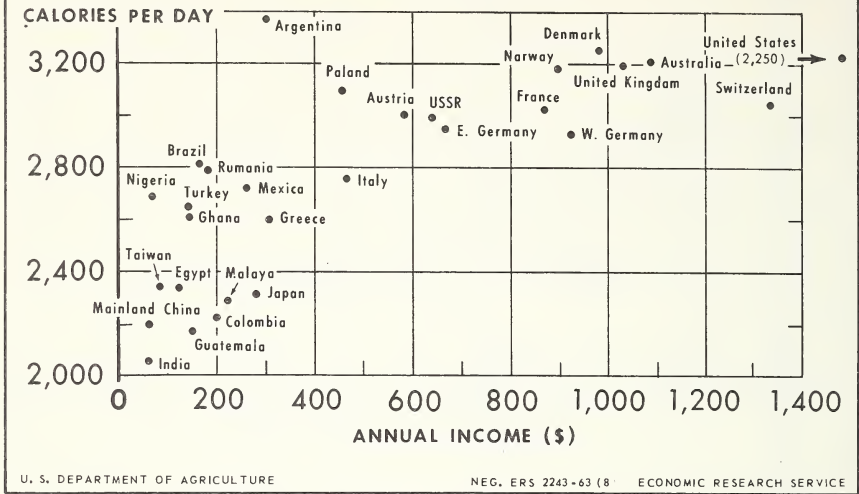 CALORIES PER DAY
Argentina
Denmark
United States
3,200
Narway
Australia
(2,250)
Paland
United Kingdom
Switzerland
Austria
USSR
France
E. Germany
W. Germany
Brazil
2,800
Rumania
Nigeria
Turkey
Mexica
Italy
Ghana
Greece
Taiwan
2,400
Egypt
Malaya
Japan
Mainland China
Colombia
Guatemala
India
2,000
0 200 400 600 800 1,000 1,200 1,400
ANNUAL INCOME ($)
U. S. DEPARTMENT OF AGRICULTURE NEG. ERS 2243-63 (8 ECONOMIC RESEARCH SERVICE